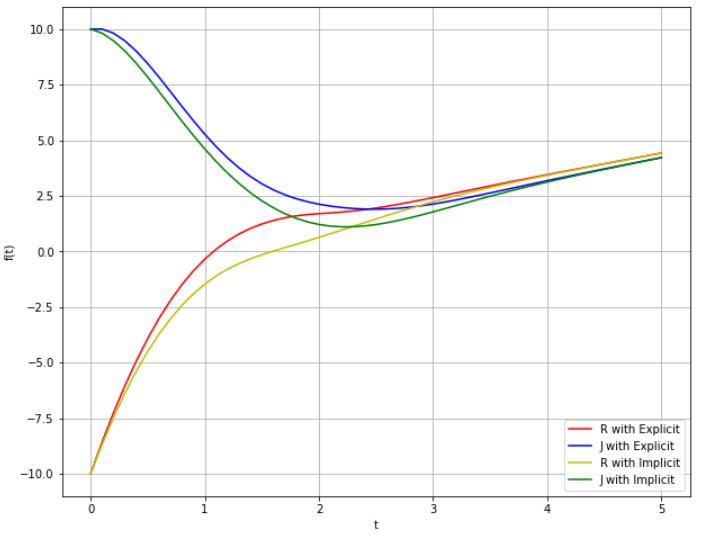 10.0
7.5
5.0
2.5
0.0
−2.5
−5.0
−7.5
−10.0
f(t)
0 1 2 3 4 5
t
R with Explicit
J with Explicit
R with Implicit
J with Implicit